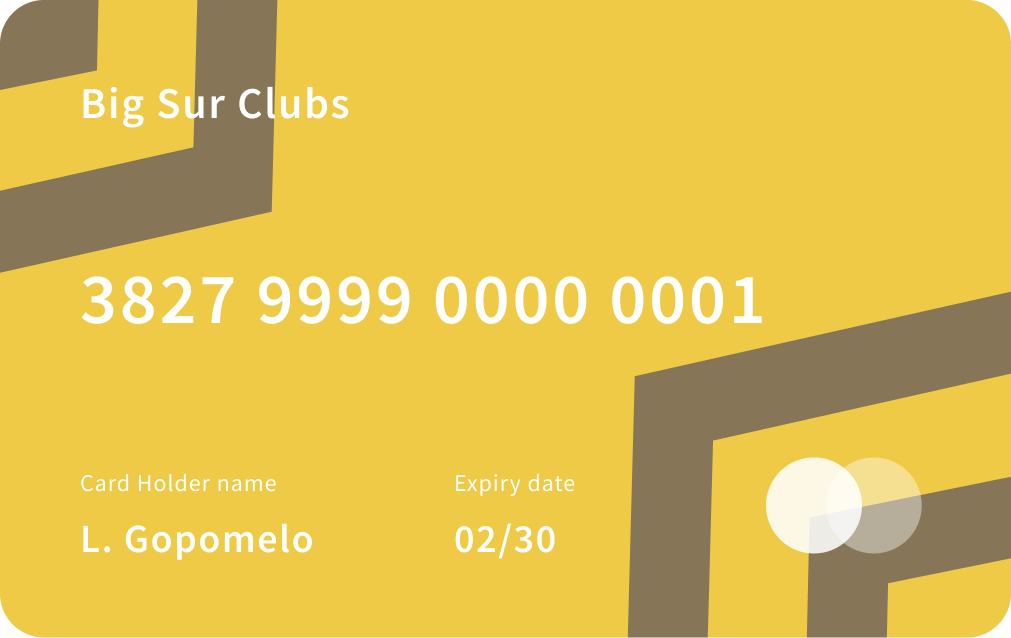 Big Sur Clubs
3827 9999 0000 0001
Card Holder name
Expiry date
L. Gopomelo
02/30